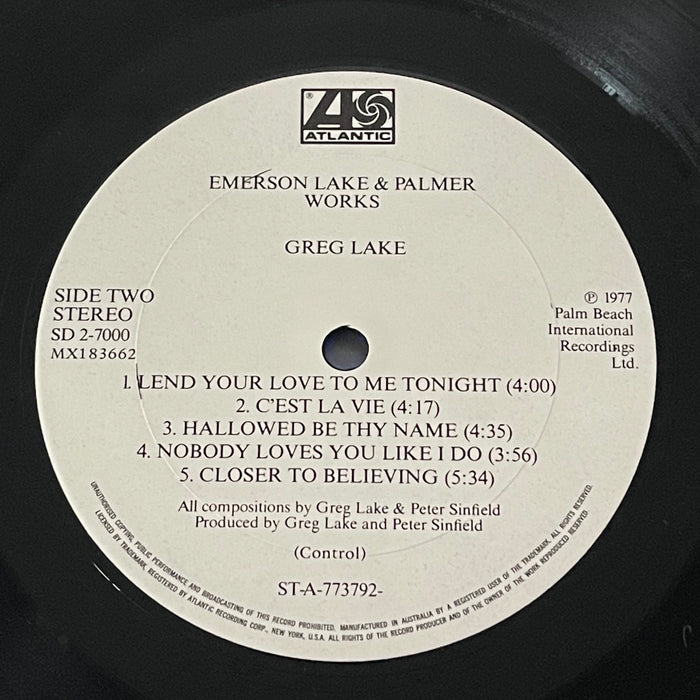 ATLANTIC
®
EMERSON LAKE & PALMER
WORKS
GREG LAKE
SIDE TWO
STEREO
SD 2-7000
MX183662
℗ 1977
Palm Beach
International
Recordings
Ltd.
1. LEND YOUR LOVE TO ME TONIGHT (4:00)
2. C'EST LA VIE (4:17)
3. HALLOWED BE THY NAME (4:35)
4. NOBODY LOVES YOU LIKE I DO (3:56)
5. CLOSER TO BELIEVING (5:34)
All compositions by Greg Lake & Peter Sinfield
Produced by Greg Lake and Peter Sinfield
(Control)
ST-A-773792-
UNAUTHORISED COPYING, PUBLIC PERFORMANCE AND BROADCASTING OF THIS RECORD PROHIBITED. MANUFACTURED IN AUSTRALIA BY A REGISTERED USER OF THE TRADEMARK. ALL RIGHTS RESERVED.
LICENSED BY TRADEMARK, REGISTERED BY ATLANTIC RECORDING CORP., NEW YORK, U.S.A. ALL RIGHTS OF THE RECORD PRODUCER AND OF THE OWNER OF THE WORK REPRODUCED RESERVED.